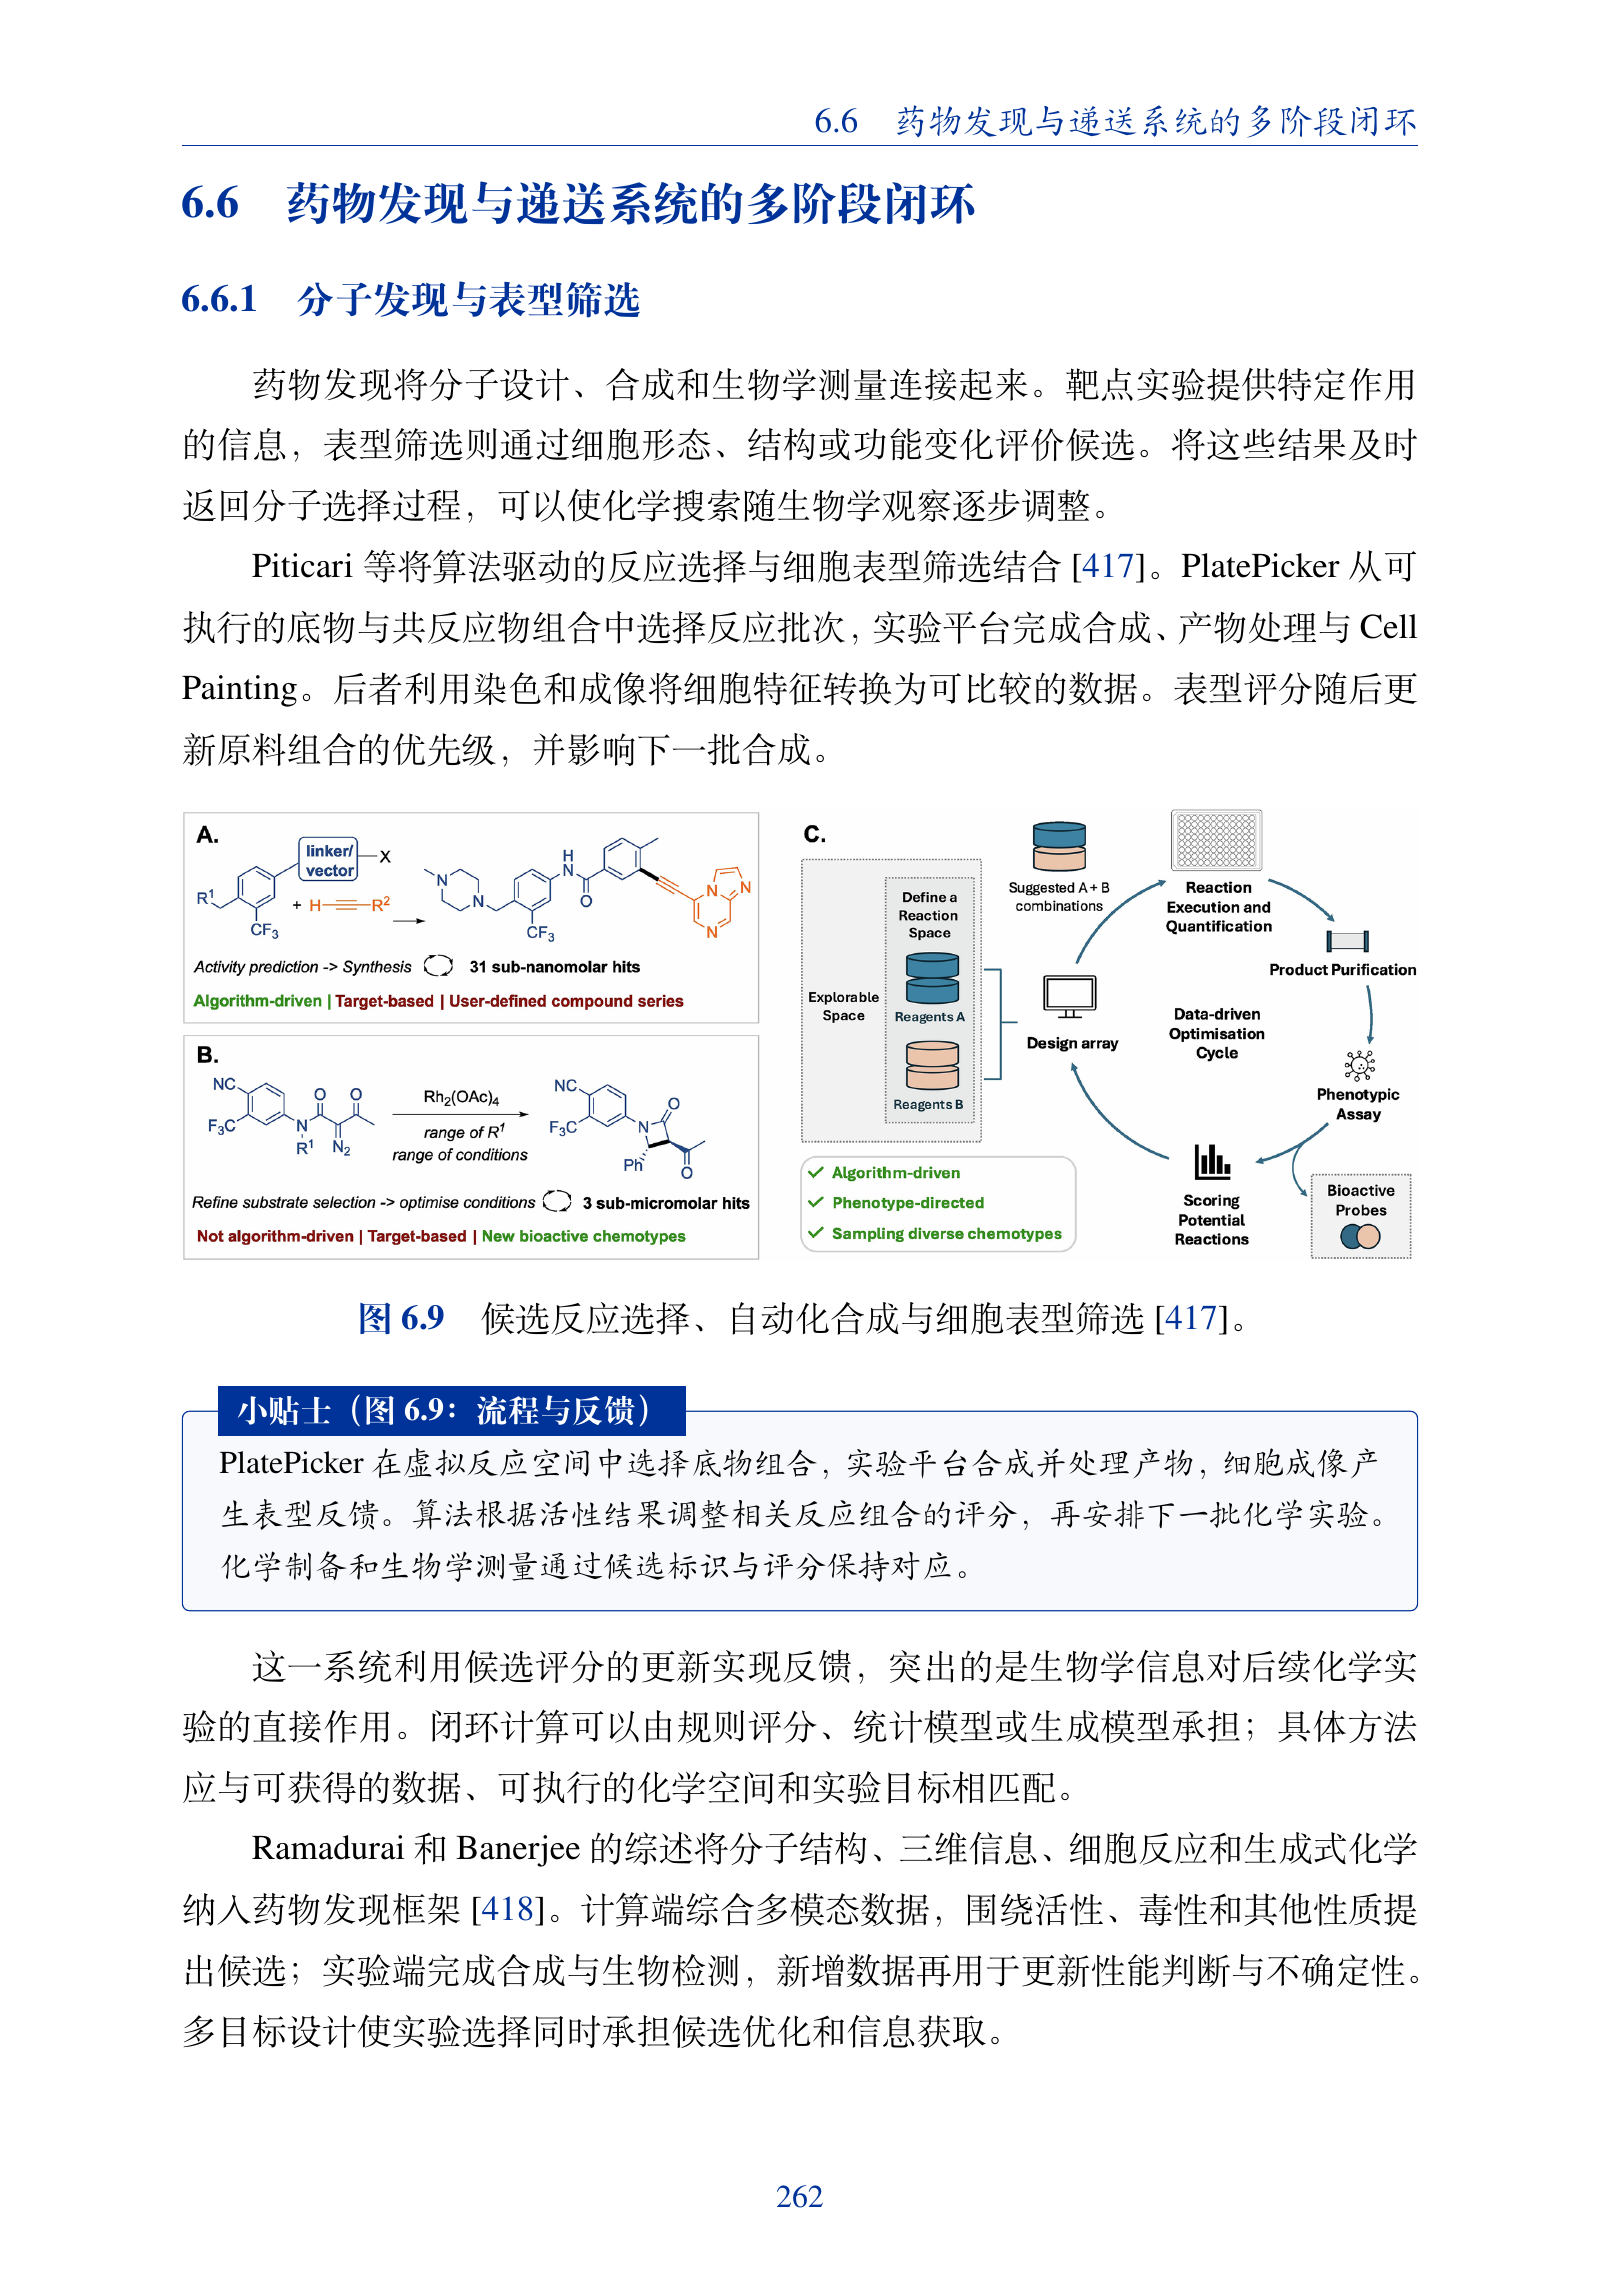 6.6 药物发现与递送系统的多阶段闭环
6.6 药物发现与递送系统的多阶段闭环
6.6.1 分子发现与表型筛选
药物发现将分子设计、合成和生物学测量连接起来。靶点实验提供特定作用
的信息，表型筛选则通过细胞形态、结构或功能变化评价候选。将这些结果及时
返回分子选择过程，可以使化学搜索随生物学观察逐步调整。
Piticari 等将算法驱动的反应选择与细胞表型筛选结合 [417]。PlatePicker 从可
执行的底物与共反应物组合中选择反应批次，实验平台完成合成、产物处理与 Cell
Painting。后者利用染色和成像将细胞特征转换为可比较的数据。表型评分随后更
新原料组合的优先级，并影响下一批合成。
A.
linker/
vector
X
R¹
CF₃
+ H
R²
N
N
CF₃
H
N
O
N
N
N
Activity prediction -> Synthesis
31 sub-nanomolar hits
Algorithm-driven | Target-based | User-defined compound series
B.
NC
F₃C
N
R¹
O
O
N₂
Rh₂(OAc)₄
range of R¹
range of conditions
NC
F₃C
N
O
Ph
O
Refine substrate selection -> optimise conditions
3 sub-micromolar hits
Not algorithm-driven | Target-based | New bioactive chemotypes
C.
Explorable
Space
Define a
Reaction
Space
Reagents A
Reagents B
Suggested A + B
combinations
Design array
Reaction
Execution and
Quantification
Product Purification
Data-driven
Optimisation
Cycle
Phenotypic
Assay
Bioactive
Probes
Scoring
Potential
Reactions
✓ Algorithm-driven
✓ Phenotype-directed
✓ Sampling diverse chemotypes
图 6.9 候选反应选择、自动化合成与细胞表型筛选 [417]。
小贴士（图 6.9：流程与反馈）
PlatePicker 在虚拟反应空间中选择底物组合，实验平台合成并处理产物，细胞成像产
生表型反馈。算法根据活性结果调整相关反应组合的评分，再安排下一批化学实验。
化学制备和生物学测量通过候选标识与评分保持对应。
这一系统利用候选评分的更新实现反馈，突出的是生物学信息对后续化学实
验的直接作用。闭环计算可以由规则评分、统计模型或生成模型承担；具体方法
应与可获得的数据、可执行的化学空间和实验目标相匹配。
Ramadurai 和 Banerjee 的综述将分子结构、三维信息、细胞反应和生成式化学
纳入药物发现框架 [418]。计算端综合多模态数据，围绕活性、毒性和其他性质提
出候选；实验端完成合成与生物检测，新增数据再用于更新性能判断与不确定性。
多目标设计使实验选择同时承担候选优化和信息获取。
262